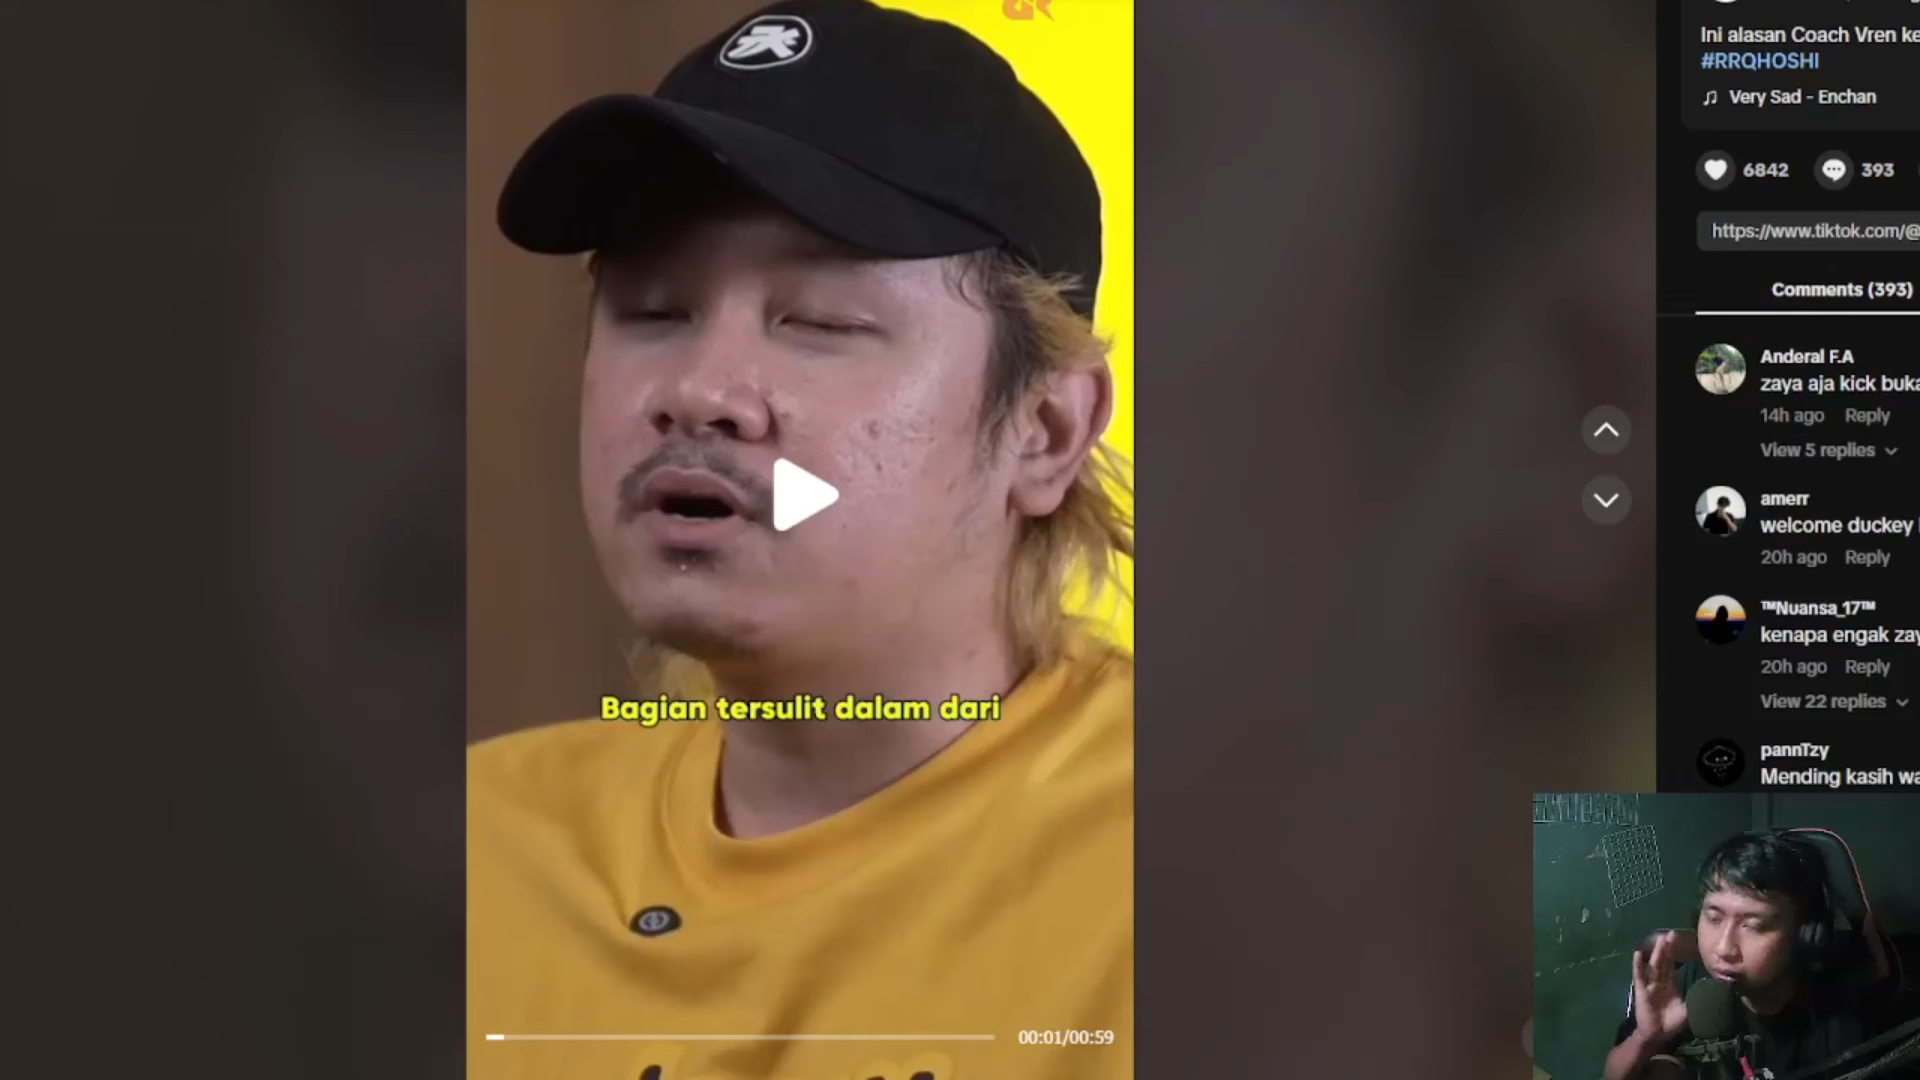 Bagian tersulit dalam dari
00:01/00:59
Ini alasan Coach Vren ke
#RRQHOSHI
Very Sad - Enchan
6842
393
https://www.tiktok.com/@
Comments (393)
Anderal F.A
zaya aja kick buka
14h ago Reply
View 5 replies
amerr
welcome duckey
20h ago Reply
™Nuansa_17™
kenapa engak zay
20h ago Reply
View 22 replies
pannTzy
Mending kasih wa